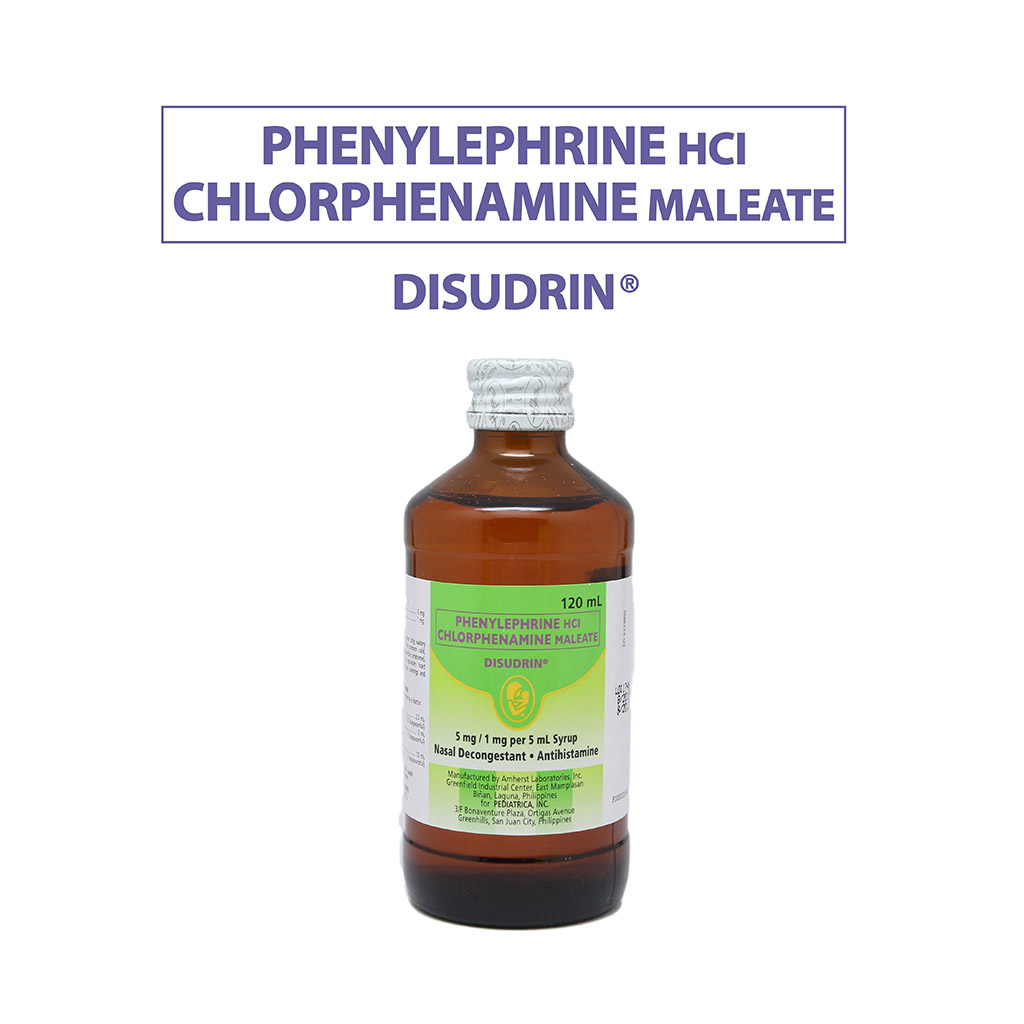 PHENYLEPHRINE HCl
CHLORPHENAMINE MALEATE
DISUDRIN®
120 mL
PHENYLEPHRINE HCl
CHLORPHENAMINE MALEATE
DISUDRIN®
5 mg / 1 mg per 5 mL Syrup
Nasal Decongestant • Antihistamine
Manufactured by Amherst Laboratories, Inc.
Greenfield Industrial Center, East Mamplasan
Biñan, Laguna, Philippines
for PEDIATRICA, INC.
3/F Bonaventure Plaza, Ortigas Avenue
Greenhills, San Juan City, Philippines